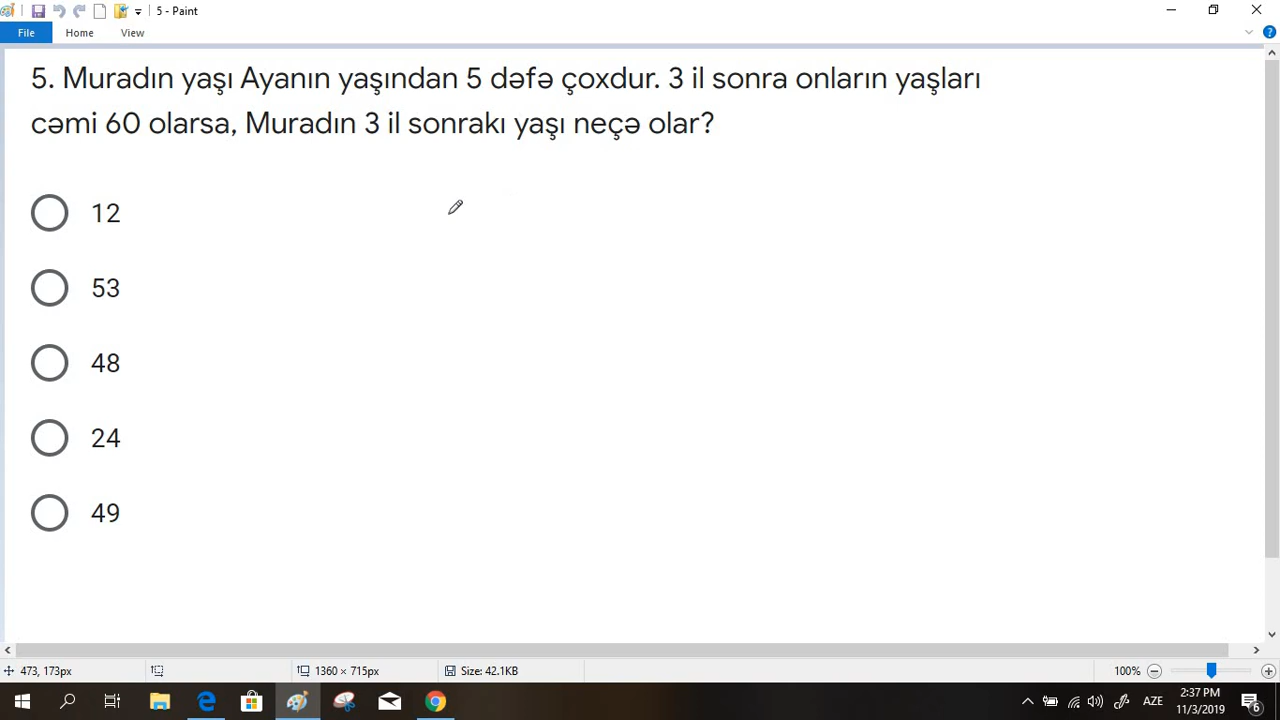 5 - Paint
File Home View
5. Muradın yaşı Ayanın yaşından 5 dəfə çoxdur. 3 il sonra onların yaşları
cəmi 60 olarsa, Muradın 3 il sonrakı yaşı neçə olar?
12
53
48
24
49
473, 173px 1360 × 715px Size: 42.1KB 100%
AZE 2:37 PM
11/3/2019 6